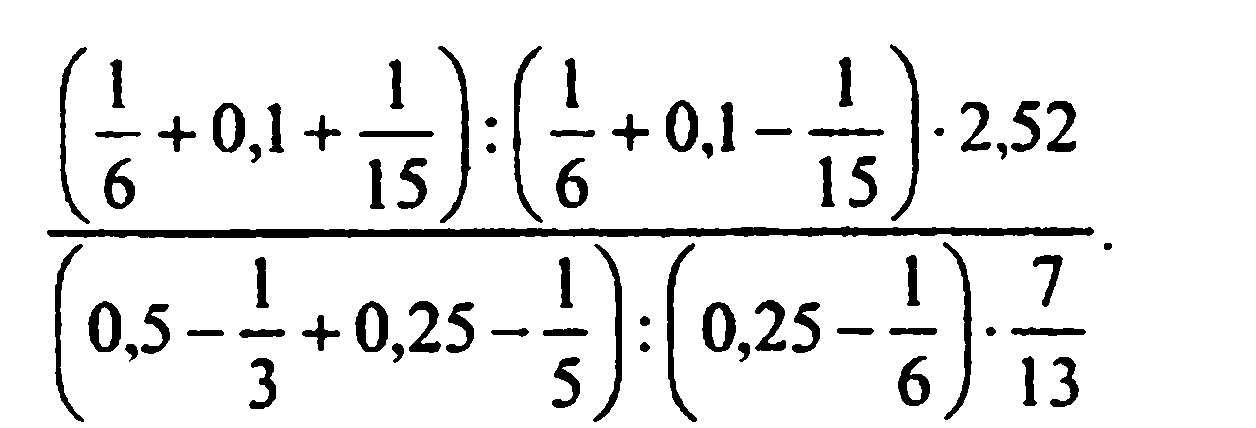 (1/6 + 0,1 + 1/15) : (1/6 + 0,1 − 1/15) · 2,52
(0,5 − 1/3 + 0,25 − 1/5) : (0,25 − 1/6) · 7/13 .